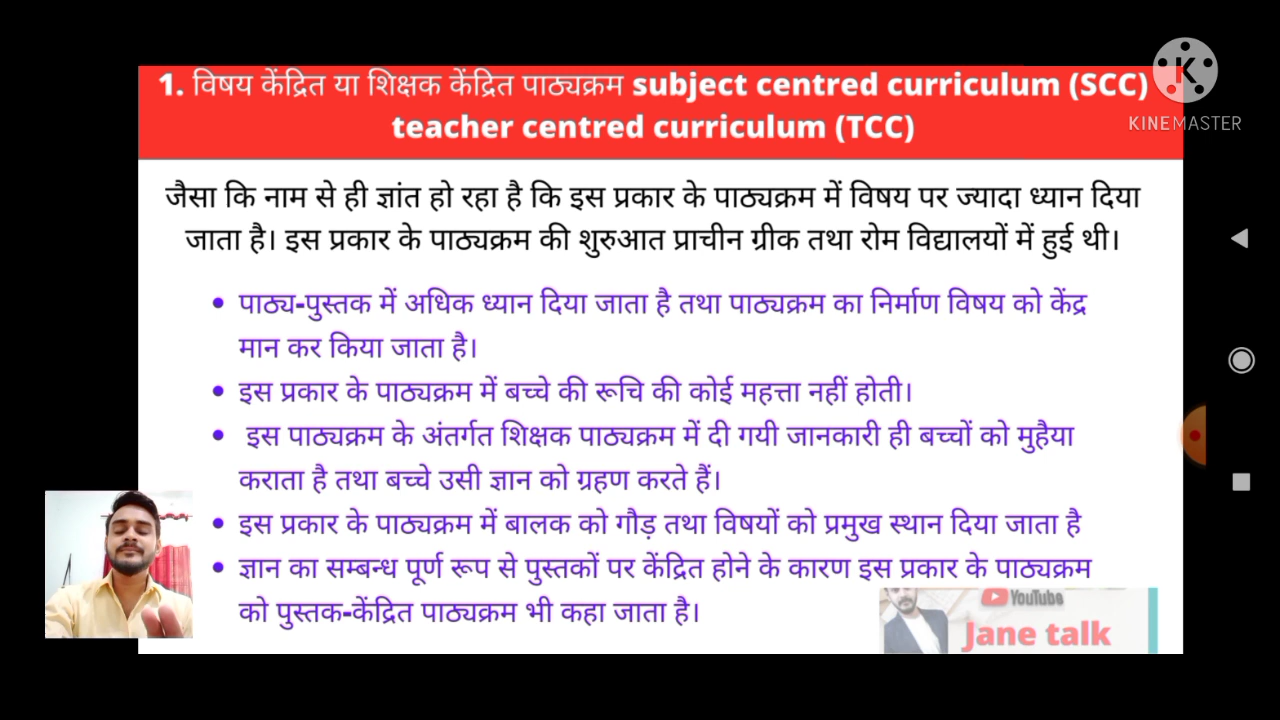 1. विषय केंद्रित या शिक्षक केंद्रित पाठ्यक्रम subject centred curriculum (SCC)
teacher centred curriculum (TCC)
KINEMASTER
जैसा कि नाम से ही ज्ञांत हो रहा है कि इस प्रकार के पाठ्यक्रम में विषय पर ज्यादा ध्यान दिया
जाता है। इस प्रकार के पाठ्यक्रम की शुरुआत प्राचीन ग्रीक तथा रोम विद्यालयों में हुई थी।
पाठ्य-पुस्तक में अधिक ध्यान दिया जाता है तथा पाठ्यक्रम का निर्माण विषय को केंद्र
मान कर किया जाता है।
इस प्रकार के पाठ्यक्रम में बच्चे की रूचि की कोई महत्ता नहीं होती।
इस पाठ्यक्रम के अंतर्गत शिक्षक पाठ्यक्रम में दी गयी जानकारी ही बच्चों को मुहैया
कराता है तथा बच्चे उसी ज्ञान को ग्रहण करते हैं।
इस प्रकार के पाठ्यक्रम में बालक को गौड़ तथा विषयों को प्रमुख स्थान दिया जाता है
ज्ञान का सम्बन्ध पूर्ण रूप से पुस्तकों पर केंद्रित होने के कारण इस प्रकार के पाठ्यक्रम
को पुस्तक-केंद्रित पाठ्यक्रम भी कहा जाता है।
YouTube
Jane talk